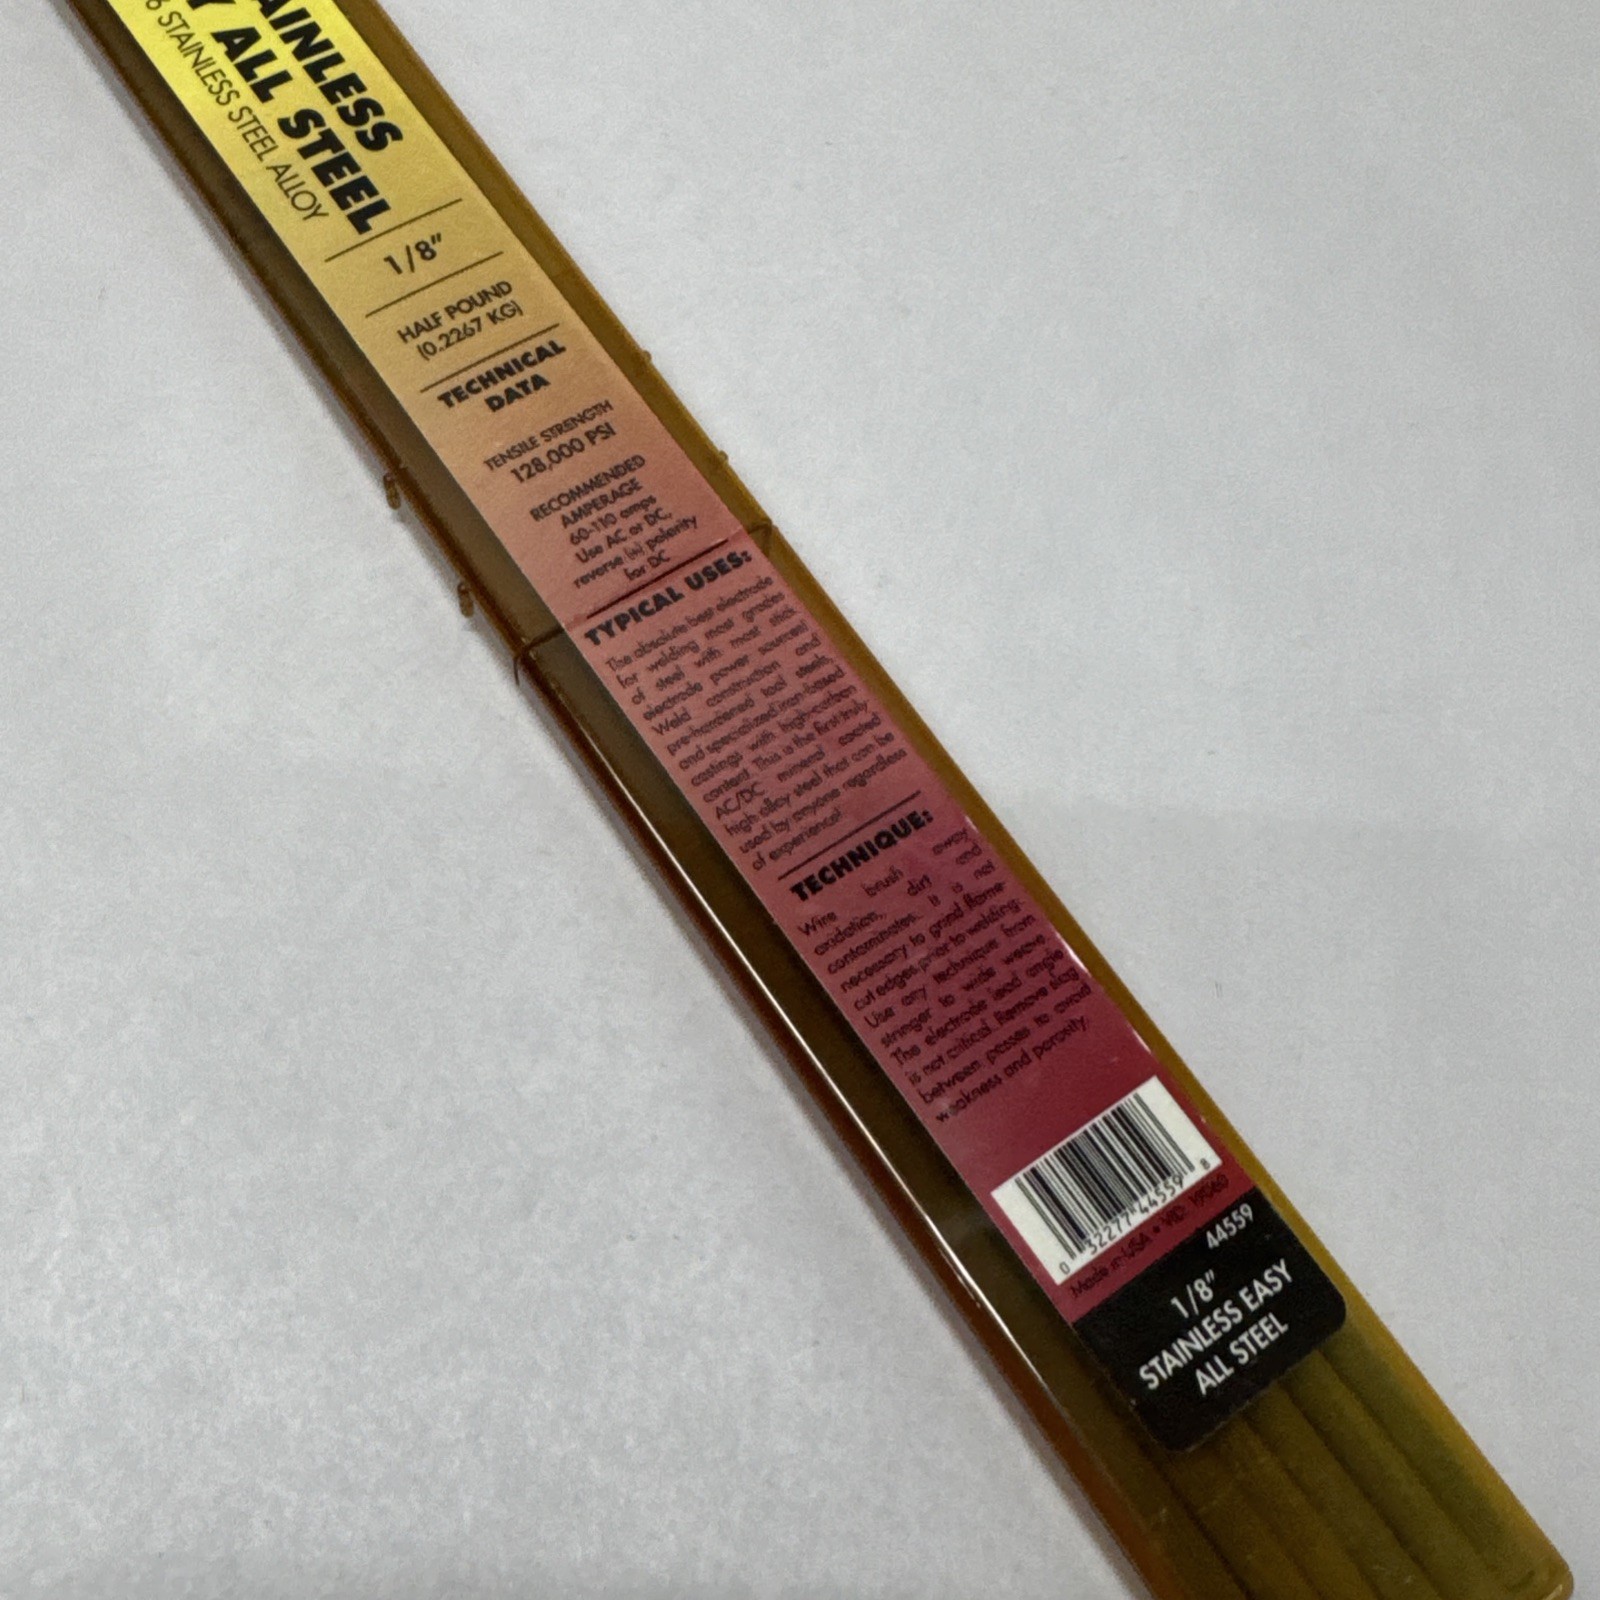 AINLESS
Y ALL STEEL
6 STAINLESS STEEL ALLOY
1/8"
HALF POUND
(0.2267 KG)
TECHNICAL
DATA
TENSILE STRENGTH
128,000 PSI
RECOMMENDED
AMPERAGE
60-110 amps
Use AC or DC,
reverse (+) polarity
for DC
TYPICAL USES:
The absolute best electrode
for welding most grades
of steel with most stick
electrode power sources!
Weld construction and
pre-hardened tool steels,
and specialized iron-based
castings with high-carbon
content. This is the first truly
AC/DC mineral coated
high alloy steel that can be
used by anyone regardless
of experience!
TECHNIQUE:
Wire brush away
oxidation, dirt and
contaminates. It is not
necessary to grind flame-
cut edges prior to welding.
Use any technique from
stringer to wide weave.
The electrode lead angle
is not critical. Remove slag
between passes to avoid
weakness and porosity.
0 32277 44559 8
Made in USA •
44559
1/8"
STAINLESS EASY
ALL STEEL